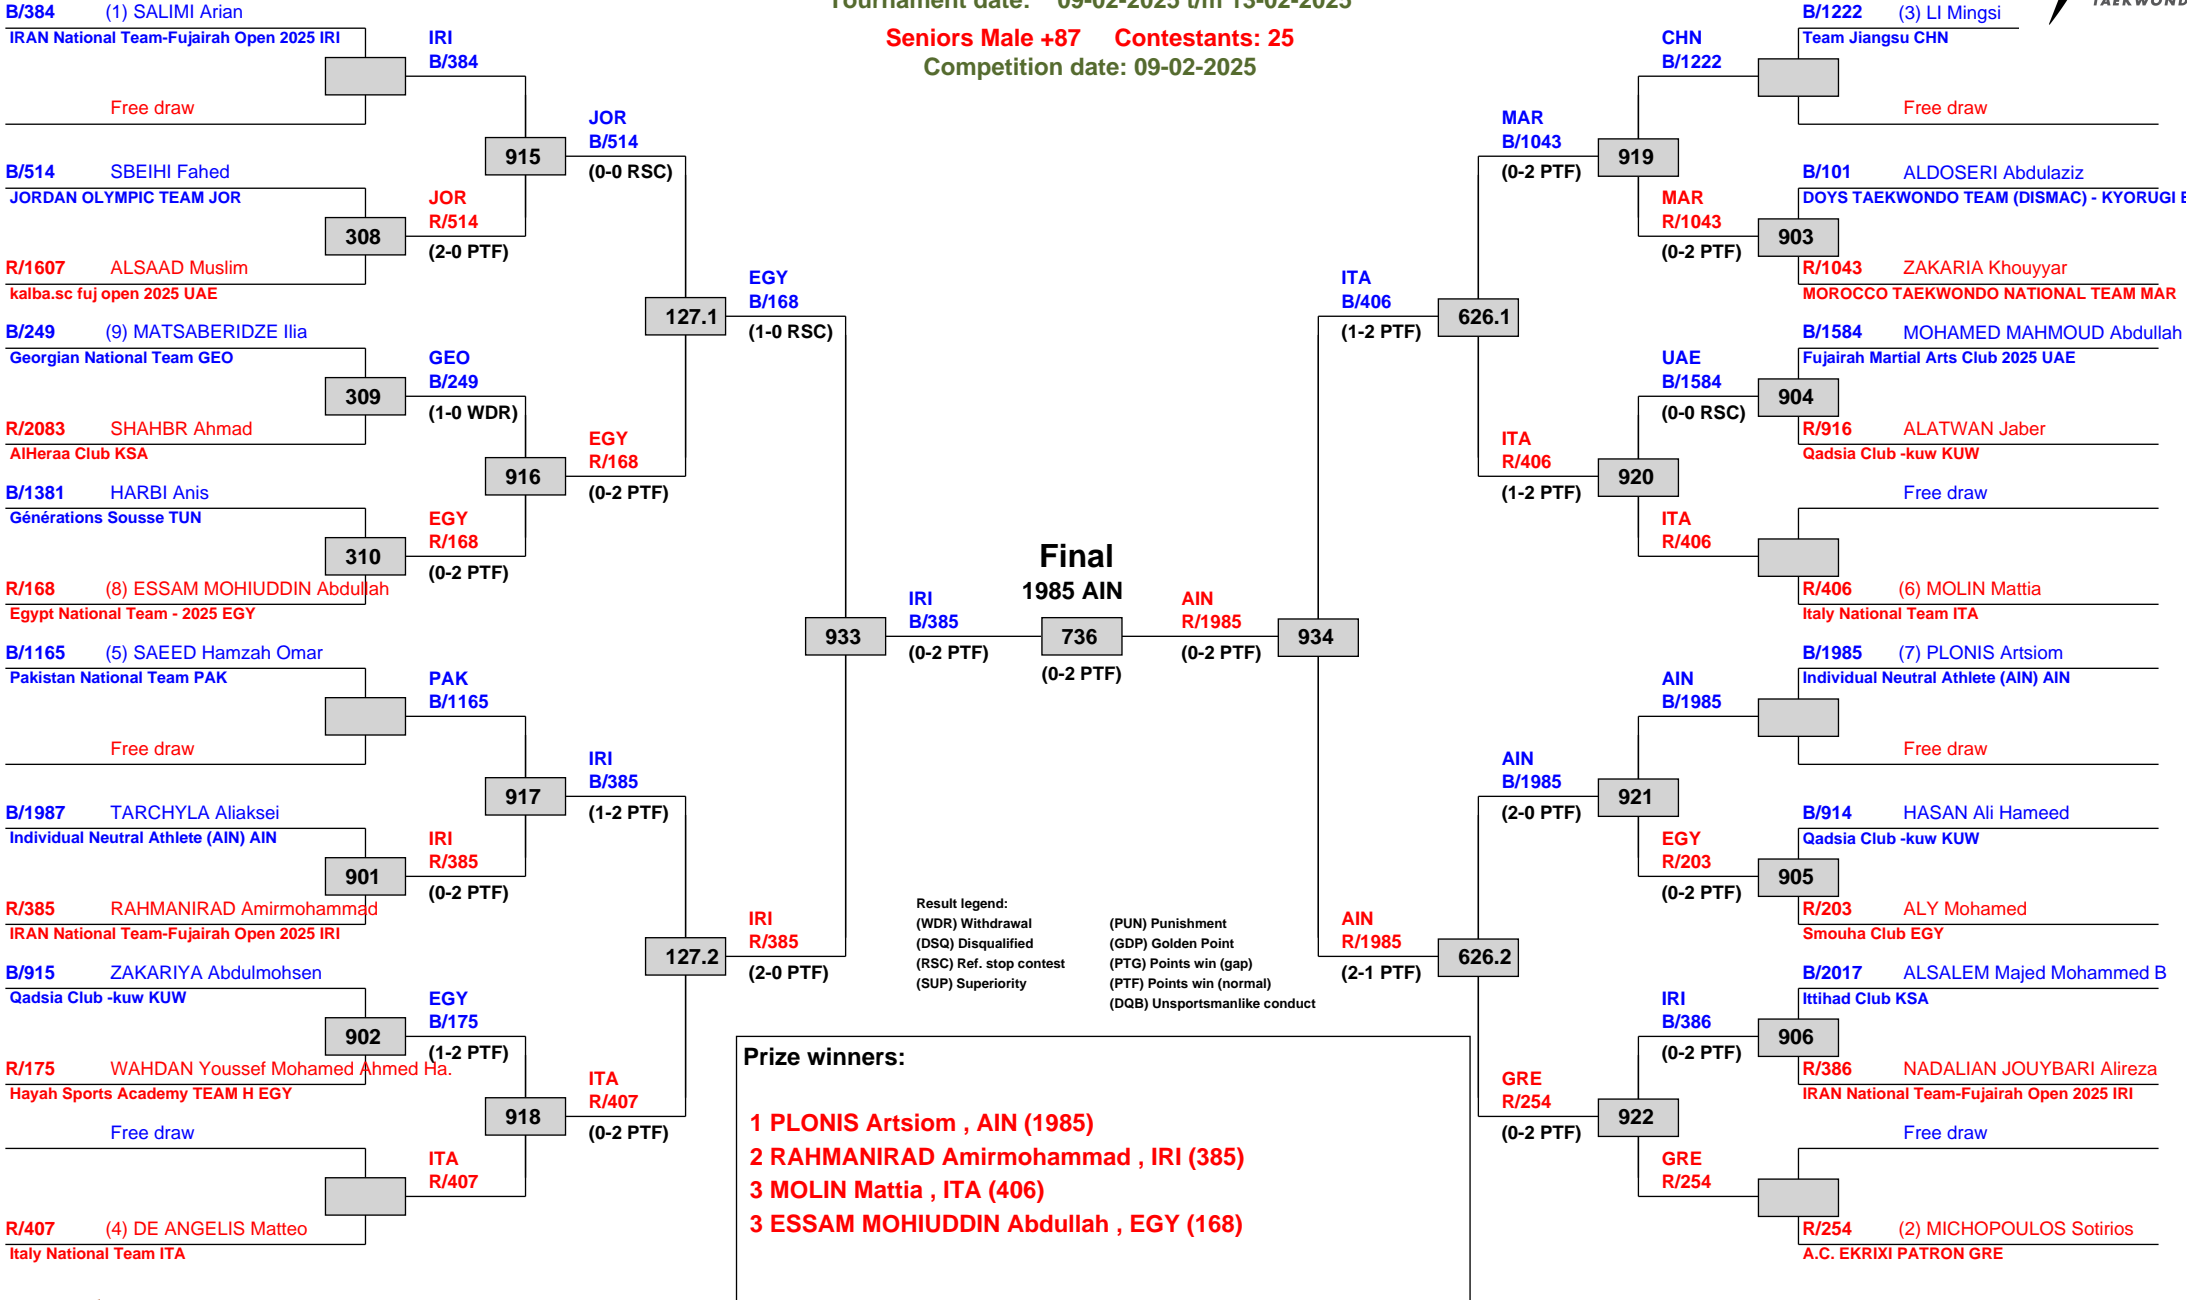 Tournament date: 09-02-2025 t/m 13-02-2025
Seniors Male +87 Contestants: 25
Competition date: 09-02-2025
TAEKWOND
B/384 (1) SALIMI Arian
IRAN National Team-Fujairah Open 2025 IRI
Free draw
B/514 SBEIHI Fahed
JORDAN OLYMPIC TEAM JOR
308
R/1607 ALSAAD Muslim
kalba.sc fuj open 2025 UAE
B/249 (9) MATSABERIDZE Ilia
Georgian National Team GEO
309
R/2083 SHAHBR Ahmad
AlHeraa Club KSA
B/1381 HARBI Anis
Générations Sousse TUN
310
R/168 (8) ESSAM MOHIUDDIN Abdullah
Egypt National Team - 2025 EGY
B/1165 (5) SAEED Hamzah Omar
Pakistan National Team PAK
Free draw
B/1987 TARCHYLA Aliaksei
Individual Neutral Athlete (AIN) AIN
901
R/385 RAHMANIRAD Amirmohammad
IRAN National Team-Fujairah Open 2025 IRI
B/915 ZAKARIYA Abdulmohsen
Qadsia Club -kuw KUW
902
R/175 WAHDAN Youssef Mohamed Ahmed Ha.
Hayah Sports Academy TEAM H EGY
Free draw
R/407 (4) DE ANGELIS Matteo
Italy National Team ITA
IRI
B/384
915
JOR
R/514
(2-0 PTF)
GEO
B/249
(1-0 WDR)
916
EGY
R/168
(0-2 PTF)
PAK
B/1165
917
IRI
R/385
(0-2 PTF)
EGY
B/175
(1-2 PTF)
918
ITA
R/407
JOR
B/514
(0-0 RSC)
127.1
EGY
R/168
(0-2 PTF)
IRI
B/385
(1-2 PTF)
127.2
ITA
R/407
(0-2 PTF)
EGY
B/168
(1-0 RSC)
933
IRI
R/385
(2-0 PTF)
IRI
B/385
(0-2 PTF)
Final
1985 AIN
736
(0-2 PTF)
AIN
R/1985
(0-2 PTF)
934
ITA
B/406
(1-2 PTF)
AIN
R/1985
(2-1 PTF)
626.1
626.2
MAR
B/1043
(0-2 PTF)
ITA
R/406
(1-2 PTF)
AIN
B/1985
(2-0 PTF)
GRE
R/254
(0-2 PTF)
919
920
921
922
CHN
B/1222
MAR
R/1043
(0-2 PTF)
UAE
B/1584
(0-0 RSC)
ITA
R/406
AIN
B/1985
EGY
R/203
(0-2 PTF)
IRI
B/386
(0-2 PTF)
GRE
R/254
B/1222 (3) LI Mingsi
Team Jiangsu CHN
Free draw
B/101 ALDOSERI Abdulaziz
DOYS TAEKWONDO TEAM (DISMAC) - KYORUGI
903
R/1043 ZAKARIA Khouyyar
MOROCCO TAEKWONDO NATIONAL TEAM MAR
B/1584 MOHAMED MAHMOUD Abdullah
Fujairah Martial Arts Club 2025 UAE
904
R/916 ALATWAN Jaber
Qadsia Club -kuw KUW
Free draw
R/406 (6) MOLIN Mattia
Italy National Team ITA
B/1985 (7) PLONIS Artsiom
Individual Neutral Athlete (AIN) AIN
Free draw
B/914 HASAN Ali Hameed
Qadsia Club -kuw KUW
905
R/203 ALY Mohamed
Smouha Club EGY
B/2017 ALSALEM Majed Mohammed B
Ittihad Club KSA
906
R/386 NADALIAN JOUYBARI Alireza
IRAN National Team-Fujairah Open 2025 IRI
Free draw
R/254 (2) MICHOPOULOS Sotirios
A.C. EKRIXI PATRON GRE
Result legend:
(WDR) Withdrawal
(DSQ) Disqualified
(RSC) Ref. stop contest
(SUP) Superiority
(PUN) Punishment
(GDP) Golden Point
(PTG) Points win (gap)
(PTF) Points win (normal)
(DQB) Unsportsmanlike conduct
Prize winners:
1 PLONIS Artsiom , AIN (1985)
2 RAHMANIRAD Amirmohammad , IRI (385)
3 MOLIN Mattia , ITA (406)
3 ESSAM MOHIUDDIN Abdullah , EGY (168)